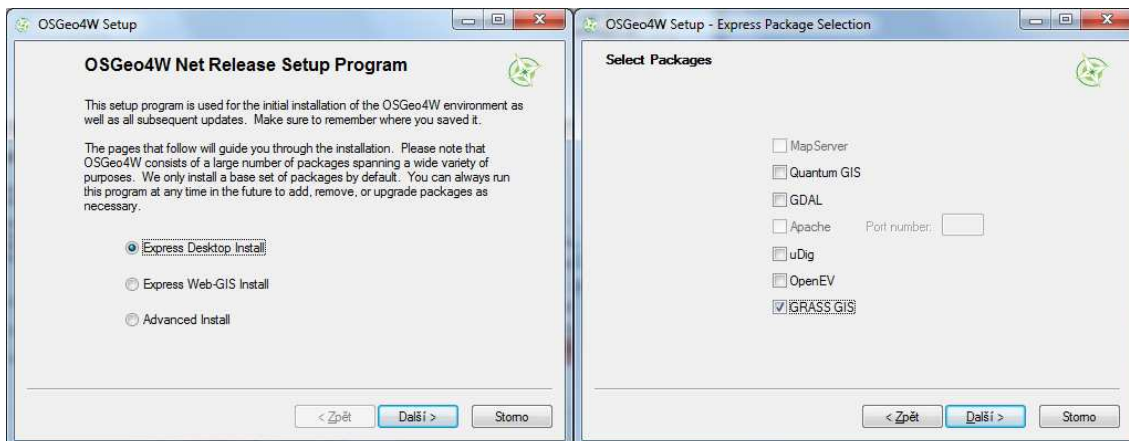 OSGeo4W Setup
OSGeo4W Net Release Setup Program
This setup program is used for the initial installation of the OSGeo4W environment as
well as all subsequent updates. Make sure to remember where you saved it.
The pages that follow will guide you through the installation. Please note that
OSGeo4W consists of a large number of packages spanning a wide variety of
purposes. We only install a base set of packages by default. You can always run
this program at any time in the future to add, remove, or upgrade packages as
necessary.
Express Desktop Install
Express Web-GIS Install
Advanced Install
< Zpět
Další >
Storno
OSGeo4W Setup - Express Package Selection
Select Packages
MapServer
Quantum GIS
GDAL
Apache Port number:
uDig
OpenEV
GRASS GIS
< Zpět
Další >
Storno